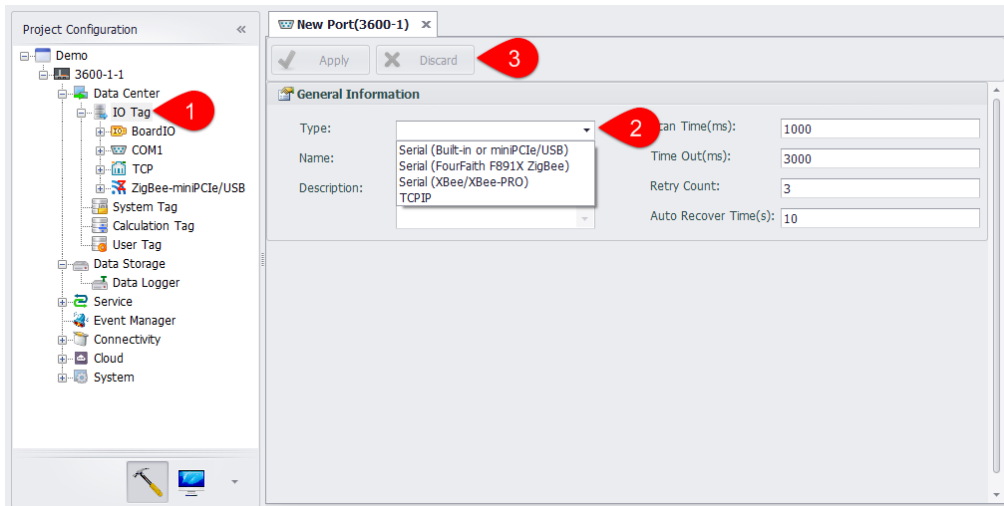 Project Configuration «
Demo
3600-1-1
Data Center
IO Tag
1
BoardIO
COM1
TCP
ZigBee-miniPCIe/USB
System Tag
Calculation Tag
User Tag
Data Storage
Data Logger
Service
Event Manager
Connectivity
Cloud
System
New Port(3600-1) x
Apply Discard 3
General Information
Type: 2
Serial (Built-in or miniPCIe/USB)
Serial (FourFaith F891X ZigBee)
Serial (XBee/XBee-PRO)
TCPIP
Name:
Description:
Time(ms): 1000
Time Out(ms): 3000
Retry Count: 3
Auto Recover Time(s): 10